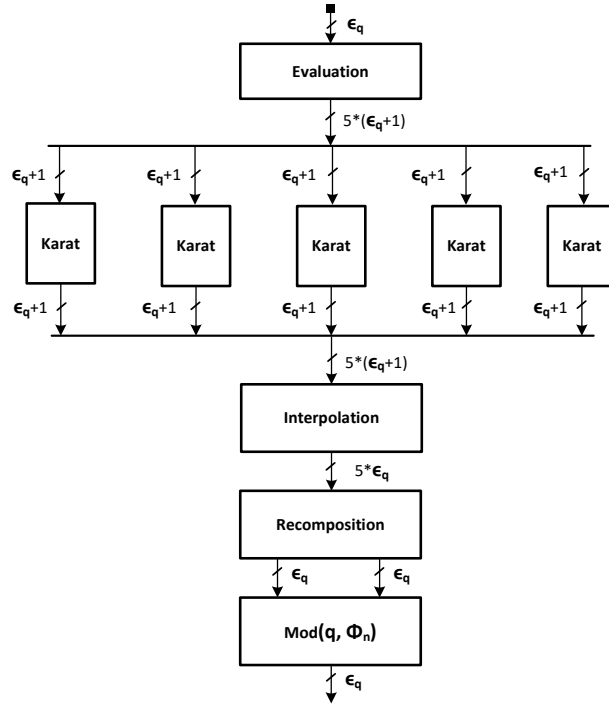 ϵq
Evaluation
5*(ϵq+1)
ϵq+1 ϵq+1 ϵq+1 ϵq+1 ϵq+1
Karat Karat Karat Karat Karat
ϵq+1 ϵq+1 ϵq+1 ϵq+1 ϵq+1
5*(ϵq+1)
Interpolation
5*ϵq
Recomposition
ϵq ϵq
Mod(q, Φn)
ϵq